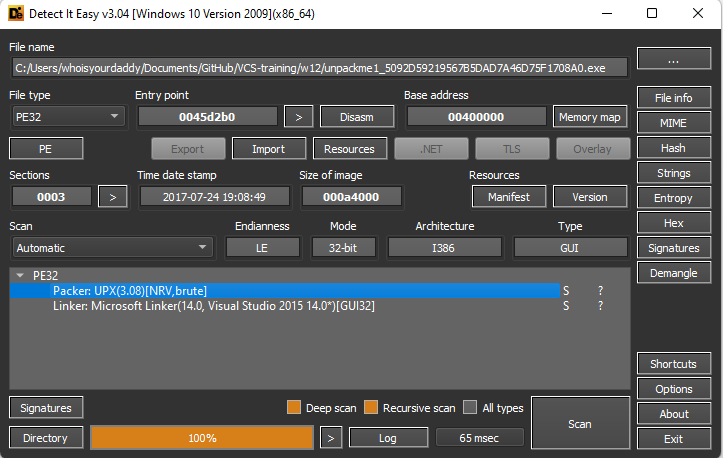 Detect It Easy v3.04 [Windows 10 Version 2009](x86_64)
File name
C:/Users/whoisyourdaddy/Documents/GitHub/VCS-training/w12/unpackme1_5092D59219567B5DAD7A46D75F1708A0.exe
...
File type Entry point Base address
PE32 0045d2b0 > Disasm 00400000 Memory map
File info
MIME
PE Export Import Resources .NET TLS Overlay
Hash
Sections Time date stamp Size of image Resources
Strings
0003 > 2017-07-24 19:08:49 000a4000 Manifest Version
Entropy
Scan Endianness Mode Architecture Type
Hex
Automatic LE 32-bit I386 GUI
Signatures
PE32
Demangle
Packer: UPX(3.08)[NRV,brute] S ?
Linker: Microsoft Linker(14.0, Visual Studio 2015 14.0*)[GUI32] S ?
Shortcuts
Options
Signatures Deep scan Recursive scan All types Scan
About
Directory 100% > Log 65 msec
Exit